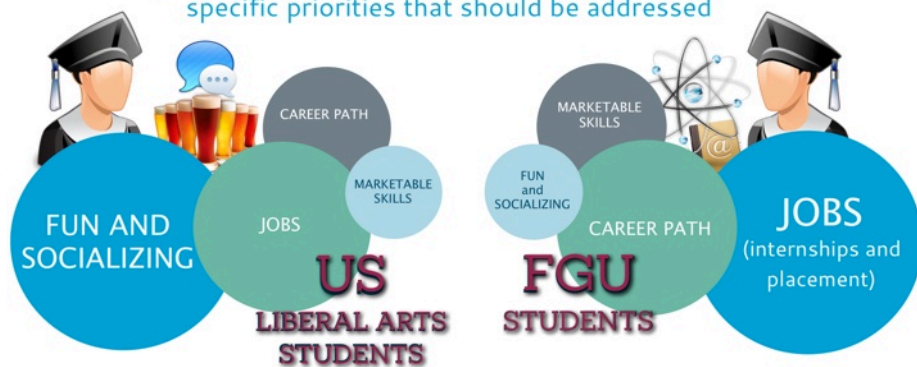 specific priorities that should be addressed
FUN AND
SOCIALIZING
JOBS
CAREER PATH
MARKETABLE
SKILLS
US
LIBERAL ARTS
STUDENTS
MARKETABLE
SKILLS
FUN
and
SOCIALIZING
CAREER PATH
JOBS
(internships and
placement)
FGU
STUDENTS
@